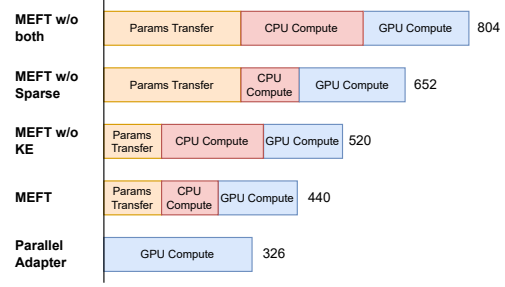 MEFT w/o
both
Params Transfer
CPU Compute
GPU Compute
804
MEFT w/o
Sparse
Params Transfer
CPU
Compute
GPU Compute
652
MEFT w/o
KE
Params
Transfer
CPU Compute
GPU Compute
520
MEFT
Params
Transfer
CPU
Compute
GPU Compute
440
Parallel
Adapter
GPU Compute
326